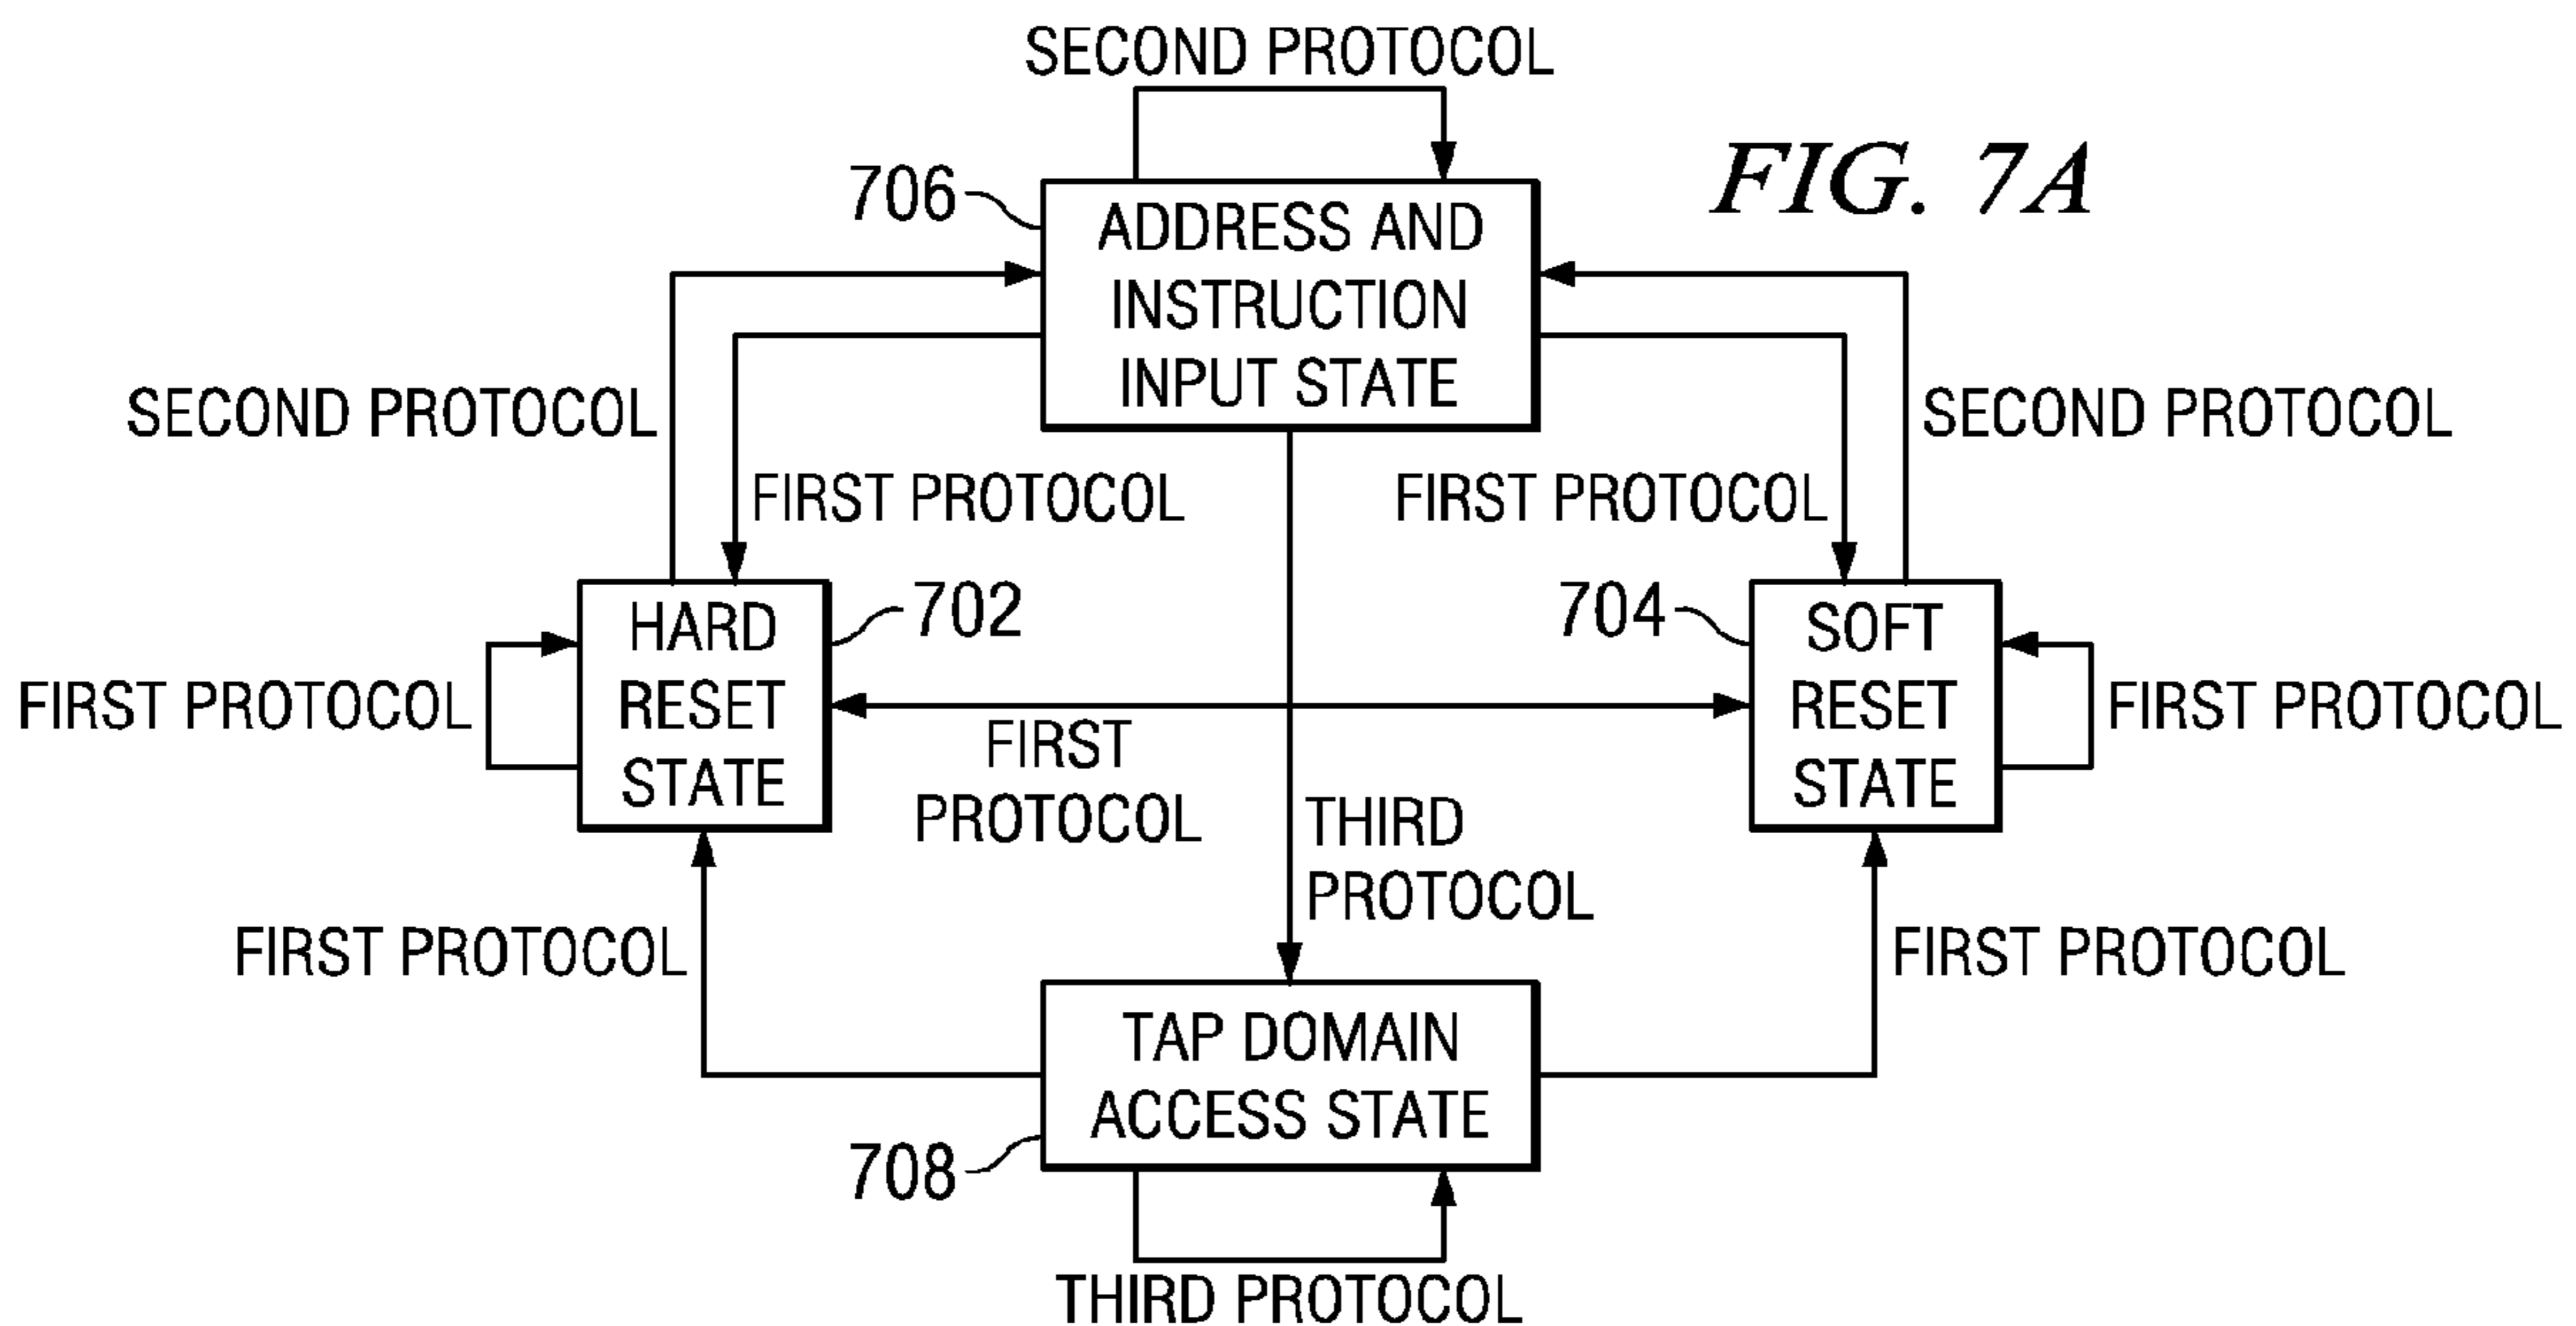 SECOND PROTOCOL
FIG. 7A
706
ADDRESS AND
INSTRUCTION
INPUT STATE
SECOND PROTOCOL
SECOND PROTOCOL
FIRST PROTOCOL
FIRST PROTOCOL
702
704
HARD
RESET
STATE
SOFT
RESET
STATE
FIRST PROTOCOL
FIRST PROTOCOL
FIRST
PROTOCOL
THIRD
PROTOCOL
FIRST PROTOCOL
FIRST PROTOCOL
TAP DOMAIN
ACCESS STATE
708
THIRD PROTOCOL